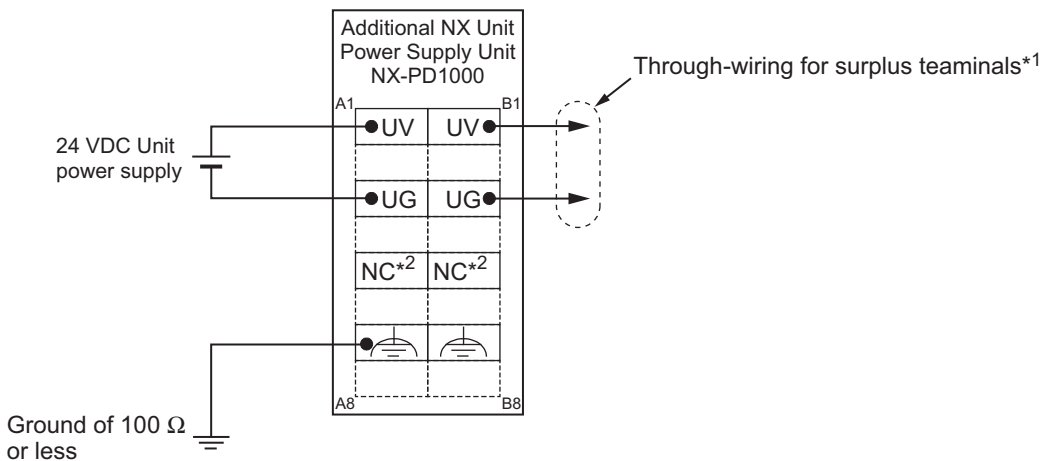 Additional NX Unit
Power Supply Unit
NX-PD1000
Through-wiring for surplus teaminals*1
A1
B1
UV UV
24 VDC Unit
power supply
UG UG
NC*2 NC*2
A8
B8
Ground of 100 Ω
or less